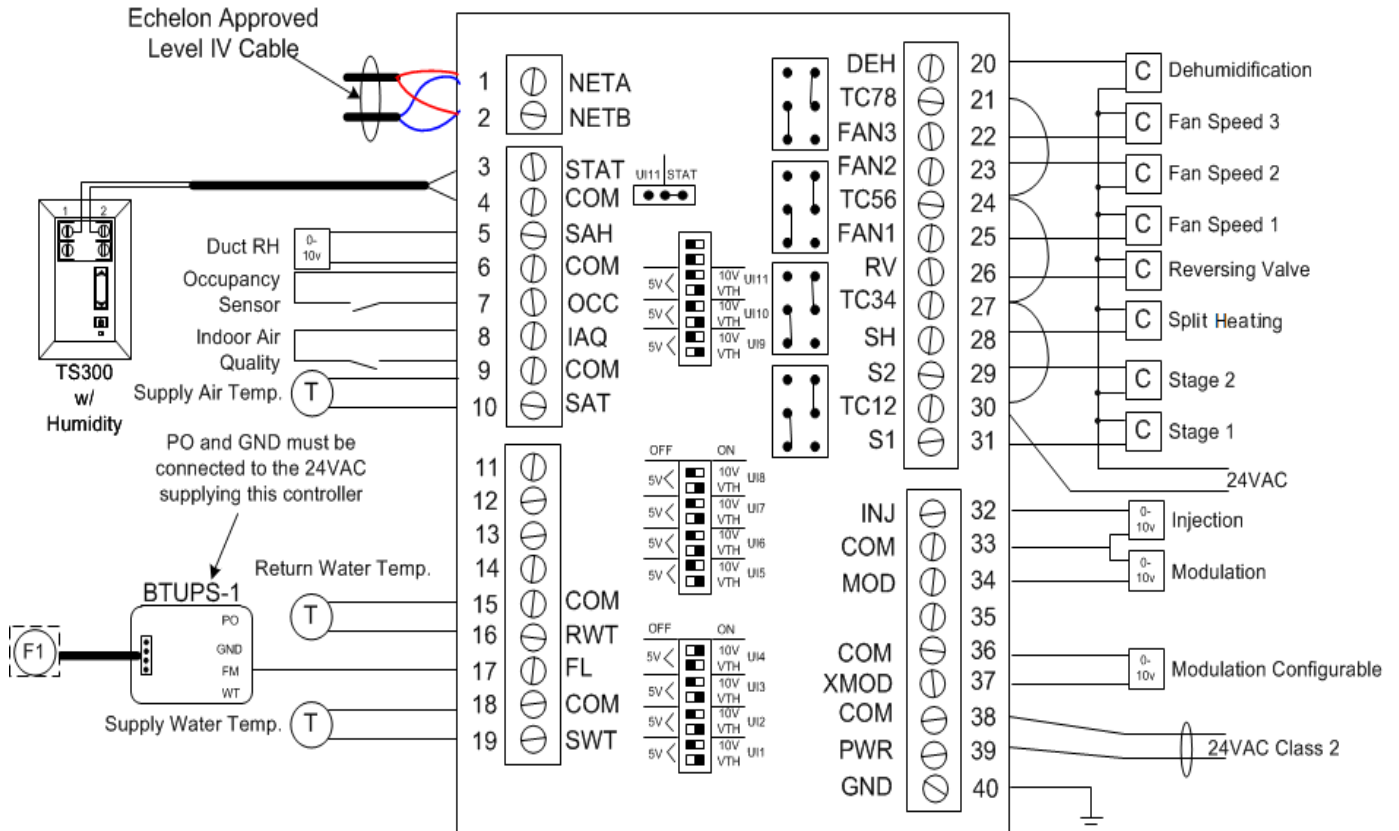 Echelon Approved
Level IV Cable
1 NETA
2 NETB
3 STAT
4 COM
5 SAH
6 COM
7 OCC
8 IAQ
9 COM
10 SAT
11
12
13
14
15 COM
16 RWT
17 FL
18 COM
19 SWT
1 2
TS300
w/
Humidity
Duct RH
0-
10v
Occupancy
Sensor
Indoor Air
Quality
Supply Air Temp.
T
PO and GND must be
connected to the 24VAC
supplying this controller
BTUPS-1
PO
GND
FM
WT
F1
Return Water Temp.
T
Supply Water Temp.
T
UI11 STAT
5V< 10V UI11
VTH
5V< 10V UI10
VTH
5V< 10V UI9
VTH
OFF ON
5V< 10V UI8
VTH
5V< 10V UI7
VTH
5V< 10V UI6
VTH
5V< 10V UI5
VTH
OFF ON
5V< 10V UI4
VTH
5V< 10V UI3
VTH
5V< 10V UI2
VTH
5V< 10V UI1
VTH
DEH 20
TC78 21
FAN3 22
FAN2 23
TC56 24
FAN1 25
RV 26
TC34 27
SH 28
S2 29
TC12 30
S1 31
INJ 32
COM 33
MOD 34
35
COM 36
XMOD 37
COM 38
PWR 39
GND 40
C Dehumidification
C Fan Speed 3
C Fan Speed 2
C Fan Speed 1
C Reversing Valve
C Split Heating
C Stage 2
C Stage 1
24VAC
0-
10v
Injection
0-
10v
Modulation
0-
10v
Modulation Configurable
24VAC Class 2